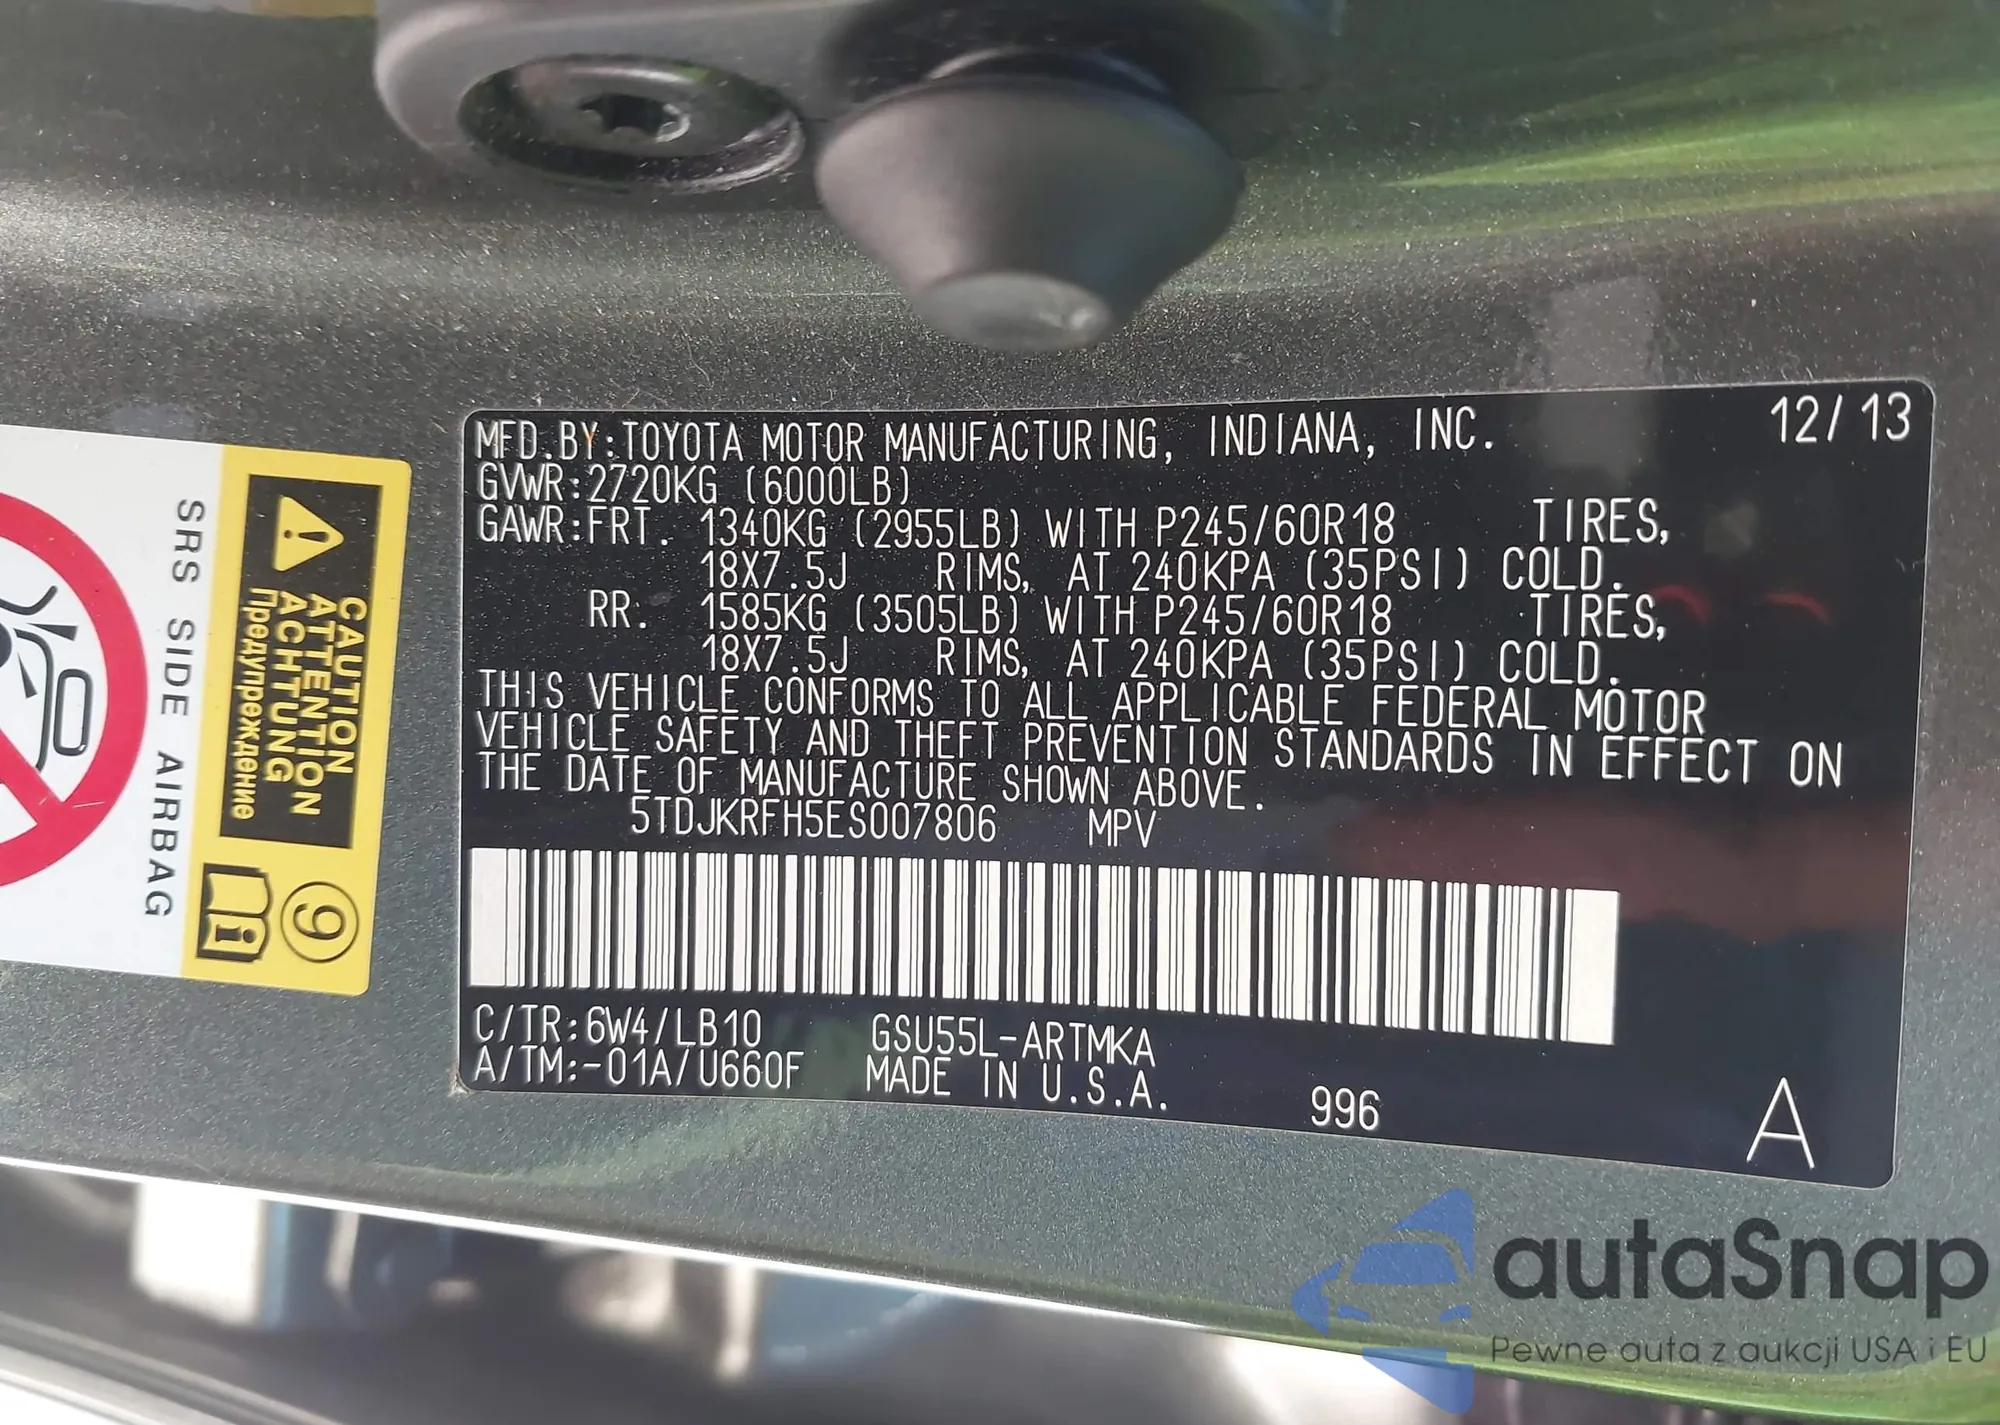 MFD.BY:TOYOTA MOTOR MANUFACTURING, INDIANA, INC. 12/13
GVWR:2720KG (6000LB)
GAWR:FRT. 1340KG (2955LB) WITH P245/60R18 TIRES,
18X7.5J RIMS, AT 240KPA (35PSI) COLD.
RR: 1585KG (3505LB) WITH P245/60R18 TIRES,
18X7.5J RIMS, AT 240KPA (35PSI) COLD.
THIS VEHICLE CONFORMS TO ALL APPLICABLE FEDERAL MOTOR
VEHICLE SAFETY AND THEFT PREVENTION STANDARDS IN EFFECT ON
THE DATE OF MANUFACTURE SHOWN ABOVE.
5TDJKRFH5ES007806 MPV
C/TR:6W4/LB10 GSU55L-ARTMKA
A/TM:-01A/U660F MADE IN U.S.A.
996
A
CAUTION
ATTENTION
ACHTUNG
Предупреждение
9
i
SRS SIDE AIRBAG
autaSnap
Pewne auta z aukcji USA i EU